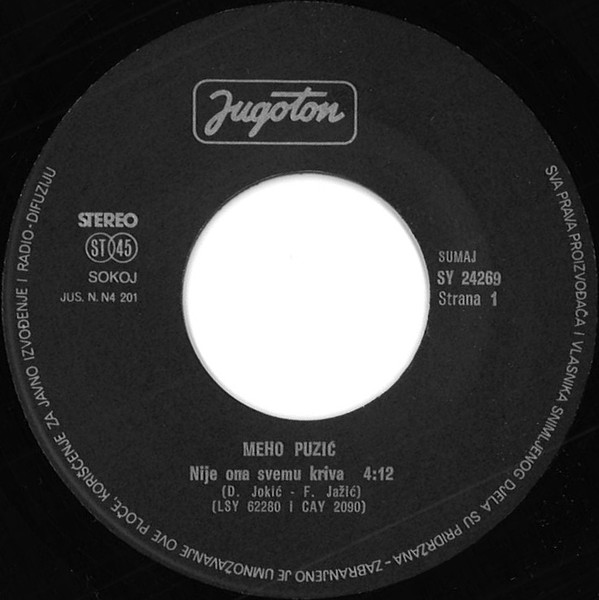 Jugoton
STEREO
ST 45
SOKOJ
JUS. N. N4 201
SUMAJ
SY 24269
Strana 1
MEHO PUZIĆ
Nije ona svemu kriva 4:12
(D. Jokić - F. Jažić)
(LSY 62280 I CAY 2090)
SVA PRAVA PROIZVOĐAČA I VLASNIKA SNIMLJENOG DJELA SU PRIDRŽANA - ZABRANJENO JE UMNOŽAVANJE OVE PLOČE, KORIŠĆENJE ZA JAVNO IZVOĐENJE I RADIO-DIFUZIJU